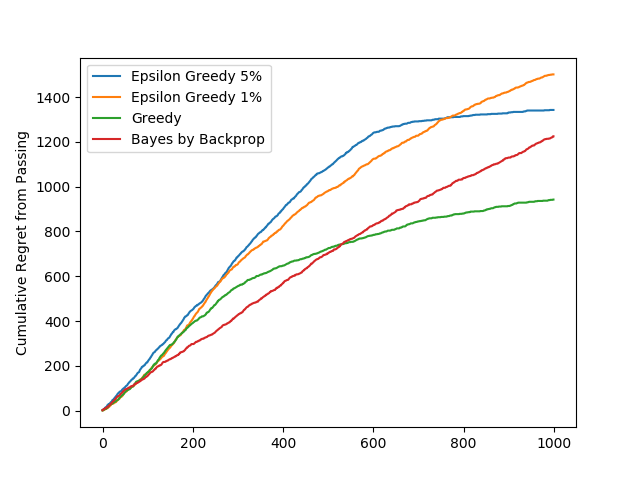 Epsilon Greedy 5%
Epsilon Greedy 1%
Greedy
Bayes by Backprop
Cumulative Regret from Passing
1400
1200
1000
800
600
400
200
0
0 200 400 600 800 1000